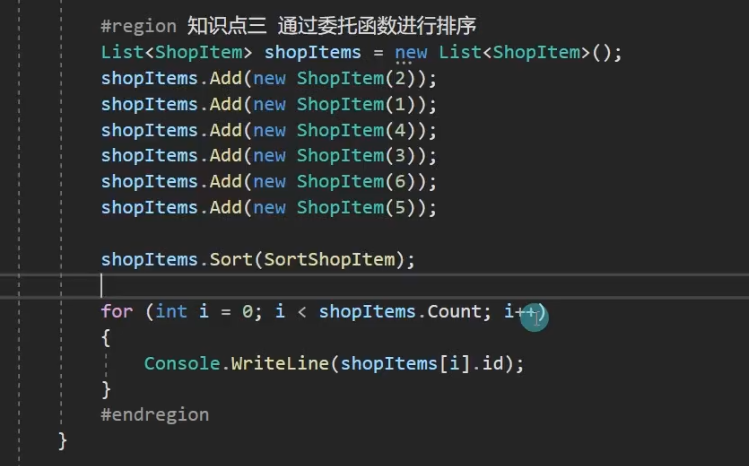 #region 知识点三 通过委托函数进行排序
List<ShopItem> shopItems = new List<ShopItem>();
shopItems.Add(new ShopItem(2));
shopItems.Add(new ShopItem(1));
shopItems.Add(new ShopItem(4));
shopItems.Add(new ShopItem(3));
shopItems.Add(new ShopItem(6));
shopItems.Add(new ShopItem(5));
shopItems.Sort(SortShopItem);
for (int i = 0; i < shopItems.Count; i++)
{
Console.WriteLine(shopItems[i].id);
}
#endregion
}